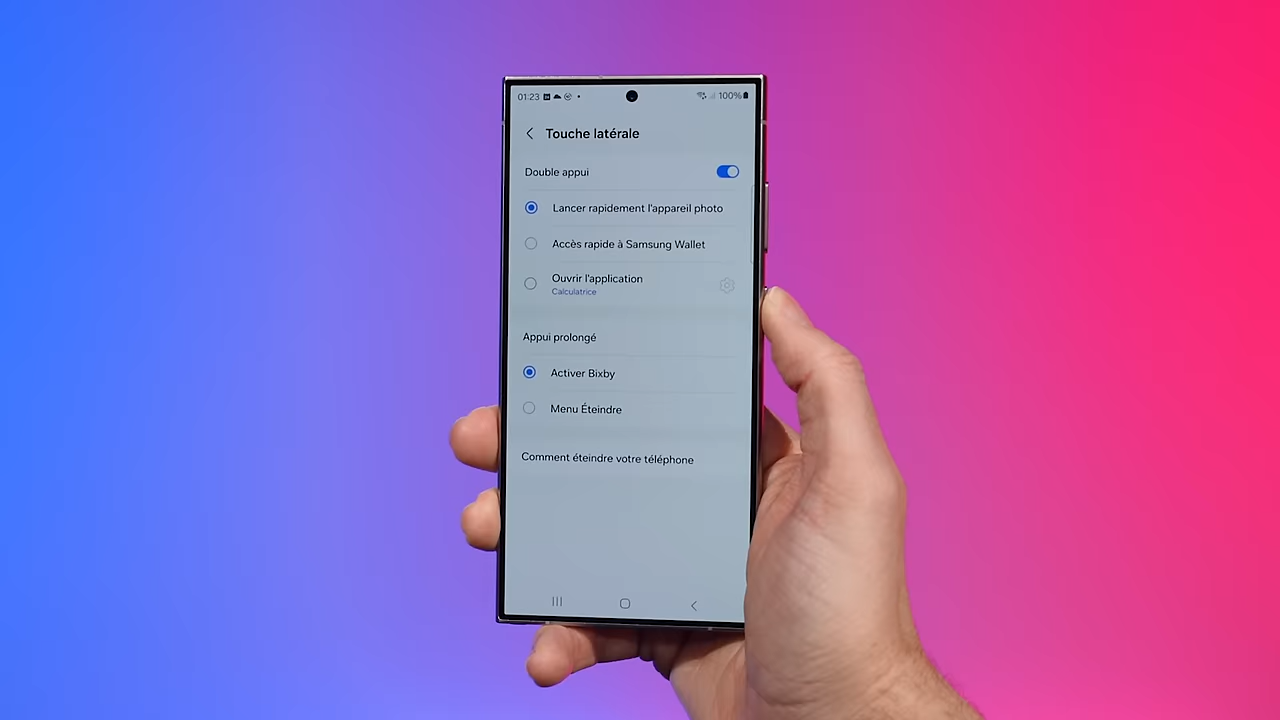 01:23
100%
Touche latérale
Double appui
Lancer rapidement l'appareil photo
Accès rapide à Samsung Wallet
Ouvrir l'application
Calculatrice
Appui prolongé
Activer Bixby
Menu Éteindre
Comment éteindre votre téléphone